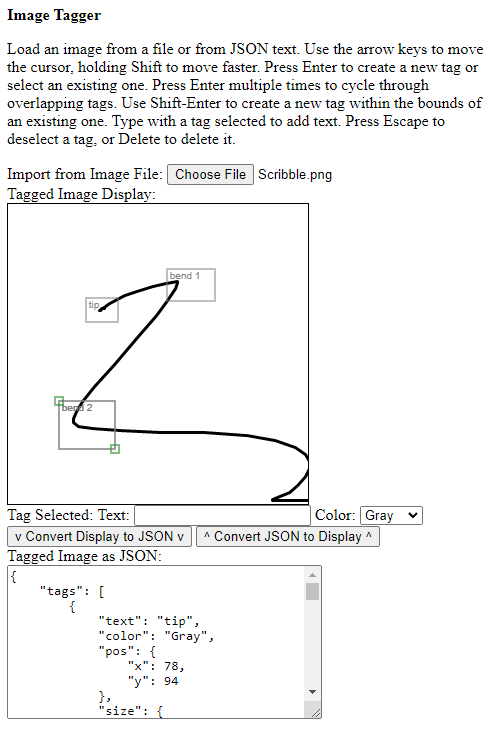 Image Tagger
Load an image from a file or from JSON text. Use the arrow keys to move
the cursor, holding Shift to move faster. Press Enter to create a new tag or
select an existing one. Press Enter multiple times to cycle through
overlapping tags. Use Shift-Enter to create a new tag within the bounds of
an existing one. Type with a tag selected to add text. Press Escape to
deselect a tag, or Delete to delete it.
Import from Image File: Choose File Scribble.png
Tagged Image Display:
bend 1
tip
bend 2
Tag Selected: Text: Color: Gray
v Convert Display to JSON v ^ Convert JSON to Display ^
Tagged Image as JSON:
{
    "tags": [
        {
            "text": "tip",
            "color": "Gray",
            "pos": {
                "x": 78,
                "y": 94
            },
            "size": {